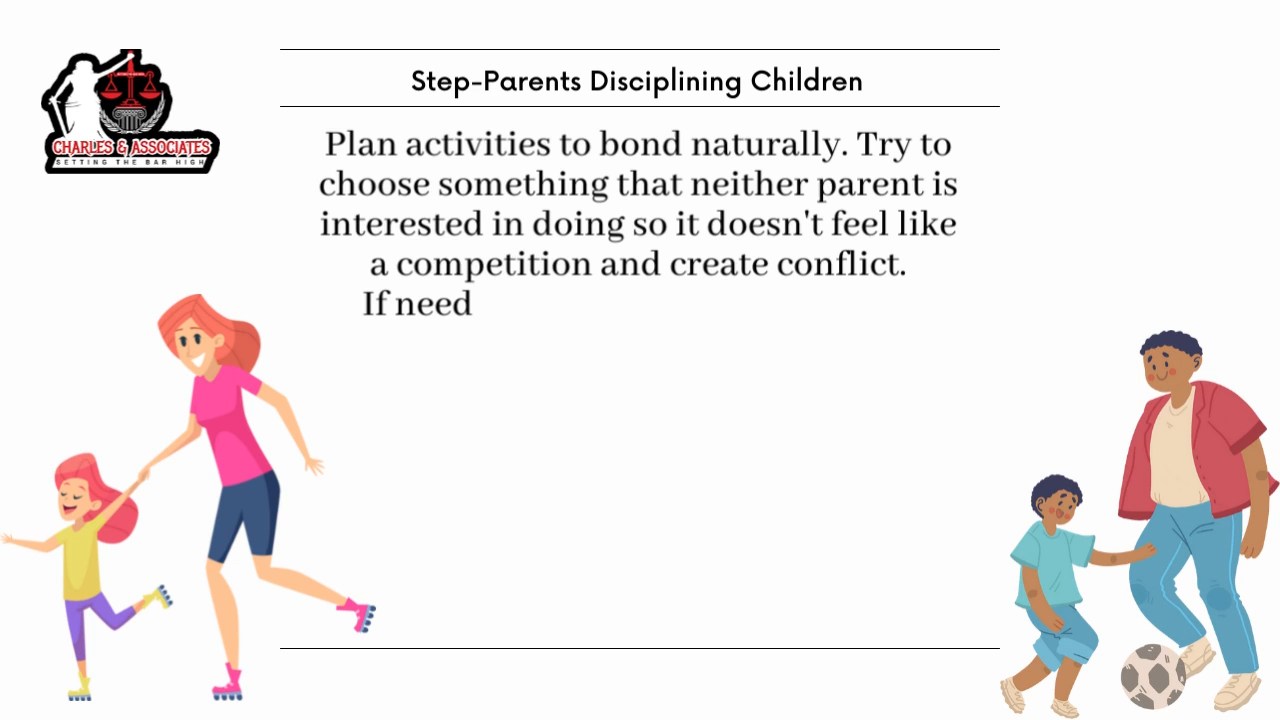 Step-Parents Disciplining Children
CHARLES & ASSOCIATES
SETTING THE BAR HIGH
Plan activities to bond naturally. Try to
choose something that neither parent is
interested in doing so it doesn't feel like
a competition and create conflict.
If need